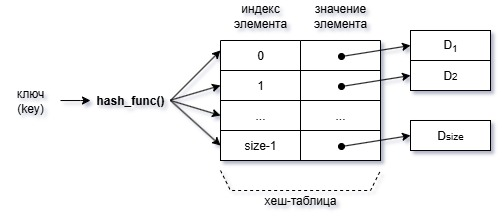 индекс элемента
значение элемента
0
D1
1
D2
ключ (key)
hash_func()
...
...
size-1
Dsize
хеш-таблица